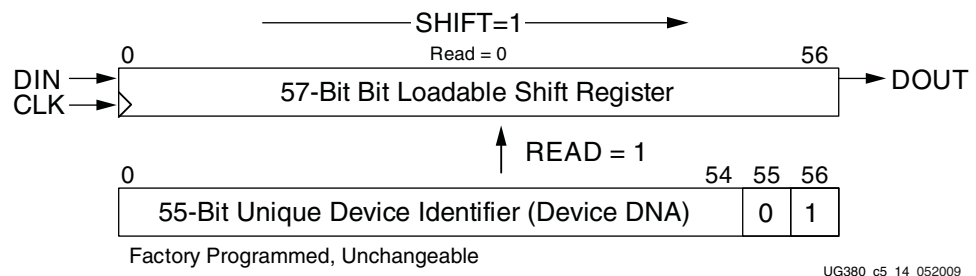 SHIFT=1
0 Read = 0 56
DIN 57-Bit Bit Loadable Shift Register DOUT
CLK
READ = 1
0 54 55 56
55-Bit Unique Device Identifier (Device DNA) 0 1
Factory Programmed, Unchangeable
UG380_c5_14_052009